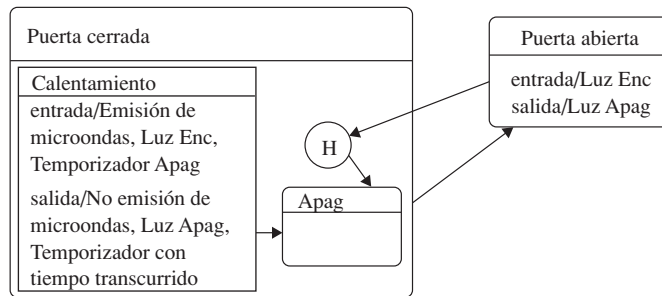 Puerta cerrada
Calentamiento
entrada/Emisión de
microondas, Luz Enc,
Temporizador Apag
salida/No emisión de
microondas, Luz Apag,
Temporizador con
tiempo transcurrido
H
Apag
Puerta abierta
entrada/Luz Enc
salida/Luz Apag